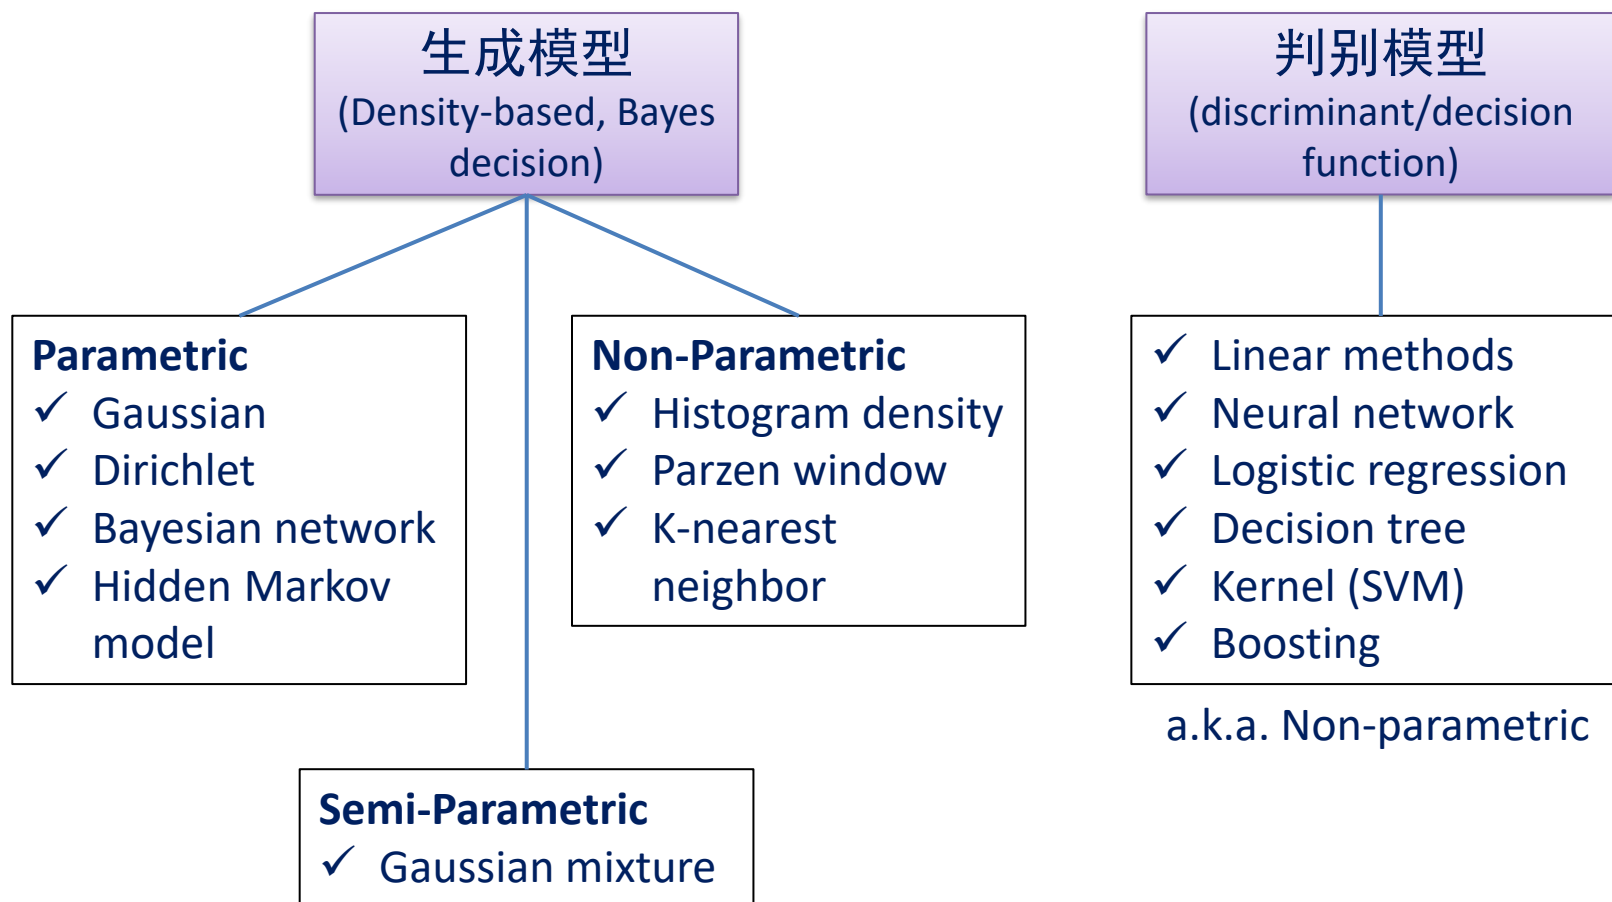 生成模型
(Density-based, Bayes
decision)
判别模型
(discriminant/decision
function)
Parametric
✓ Gaussian
✓ Dirichlet
✓ Bayesian network
✓ Hidden Markov
model
Non-Parametric
✓ Histogram density
✓ Parzen window
✓ K-nearest
neighbor
✓ Linear methods
✓ Neural network
✓ Logistic regression
✓ Decision tree
✓ Kernel (SVM)
✓ Boosting
a.k.a. Non-parametric
Semi-Parametric
✓ Gaussian mixture